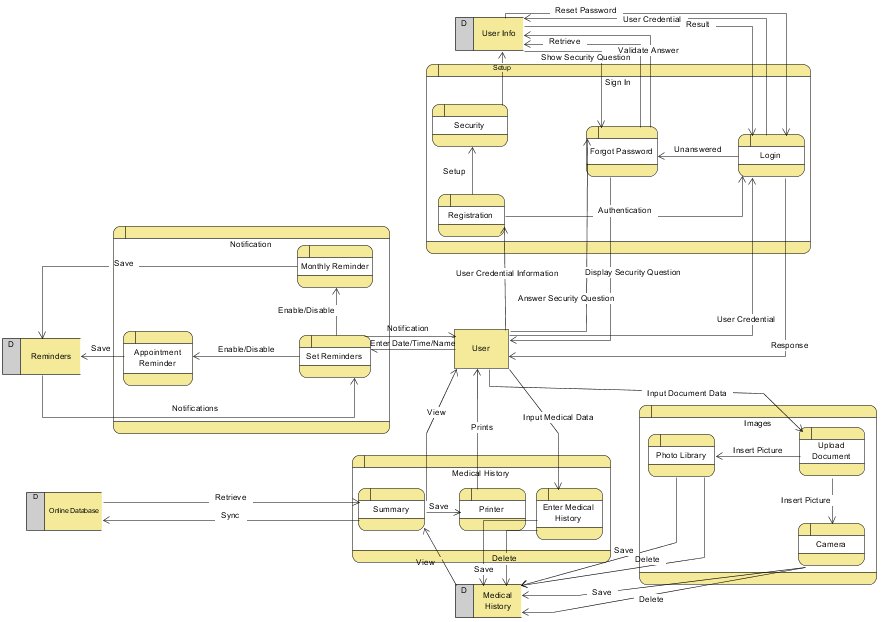 Reset Password
D
User Credential
User Info
Result
Retrieve
Validate Answer
Show Security Question
Setup
Sign In
Security
Forgot Password
Unanswered
Login
Setup
Registration
Authentication
Notification
Save
Monthly Reminder
User Credential Information
Display Security Question
Answer Security Question
Enable/Disable
User Credential
Notification
D
Reminders
Save
Appointment
Reminder
Enable/Disable
Set Reminders
Enter Date/Time/Name
User
Response
Notifications
View
Prints
Input Medical Data
Input Document Data
Images
Photo Library
Insert Picture
Upload
Document
Medical History
Insert Picture
D
Online Database
Retrieve
Sync
Summary
Save
Printer
Enter Medical
History
Camera
View
Delete
Save
Save
Delete
D
Medical
History
Save
Delete